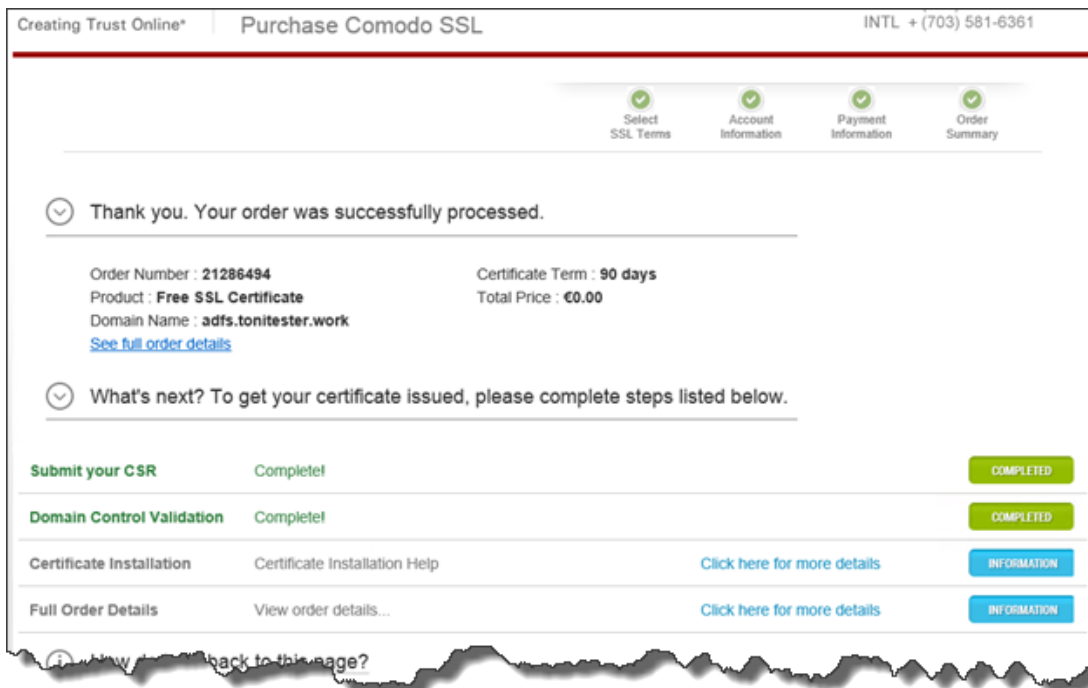 Creating Trust Online®
Purchase Comodo SSL
INTL + (703) 581-6361
Select
SSL Terms
Account
Information
Payment
Information
Order
Summary
Thank you. Your order was successfully processed.
Order Number : 21286494
Product : Free SSL Certificate
Domain Name : adfs.tonitester.work
See full order details
Certificate Term : 90 days
Total Price : €0.00
What's next? To get your certificate issued, please complete steps listed below.
Submit your CSR Complete! COMPLETED
Domain Control Validation Complete! COMPLETED
Certificate Installation Certificate Installation Help Click here for more details INFORMATION
Full Order Details View order details... Click here for more details INFORMATION
back to this page?